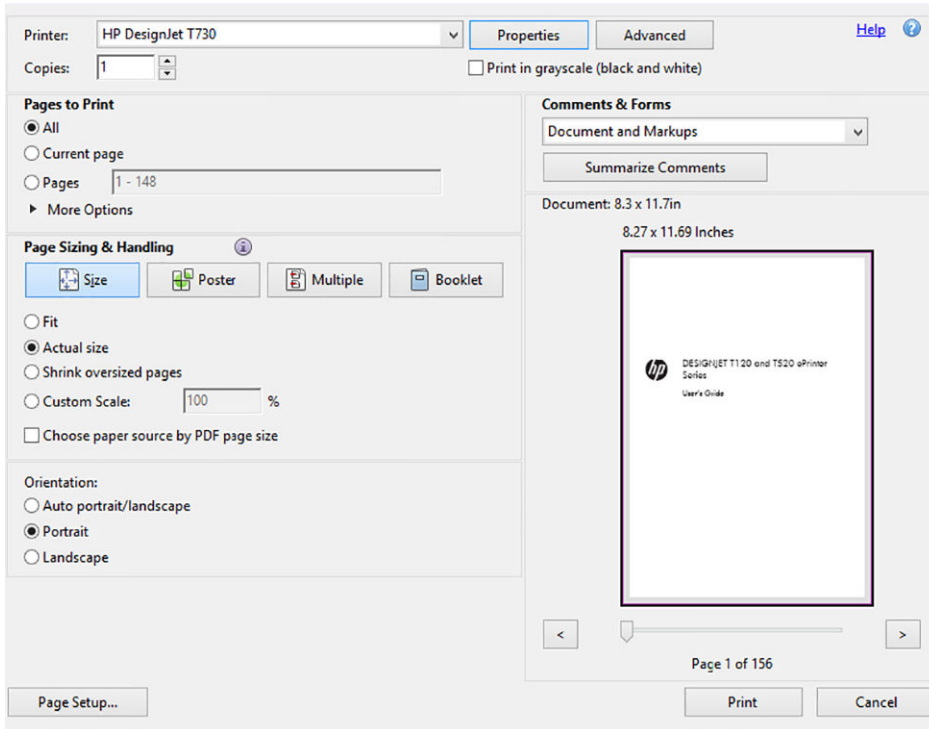 Printer: HP DesignJet T730 Properties Advanced Help ?
Copies: 1 Print in grayscale (black and white)
Pages to Print
All
Current page
Pages 1 - 148
More Options
Page Sizing & Handling i
Size Poster Multiple Booklet
Fit
Actual size
Shrink oversized pages
Custom Scale: 100 %
Choose paper source by PDF page size
Orientation:
Auto portrait/landscape
Portrait
Landscape
Comments & Forms
Document and Markups
Summarize Comments
Document: 8.3 x 11.7in
8.27 x 11.69 Inches
hp
DESIGNJET T120 and T520 ePrinter
Series
User's Guide
< >
Page 1 of 156
Page Setup... Print Cancel